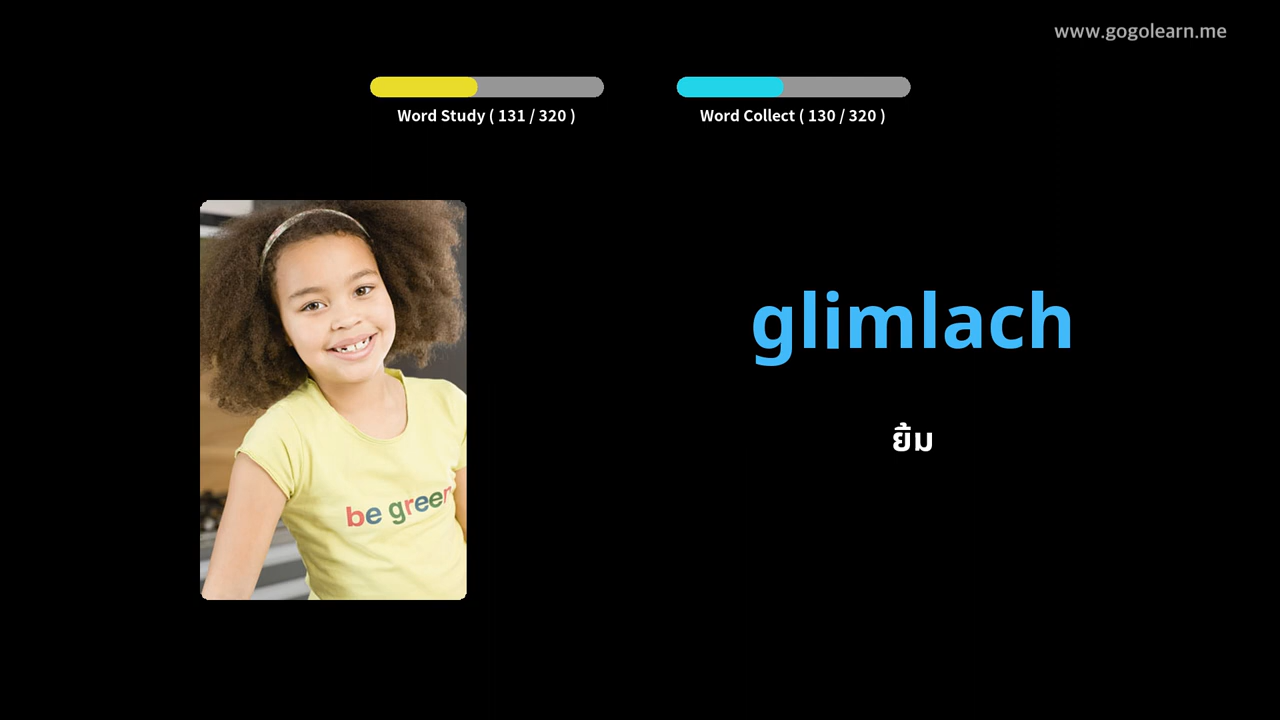 www.gogolearn.me
Word Study ( 131 / 320 )
Word Collect ( 130 / 320 )
glimlach
ยิ้ม
be green